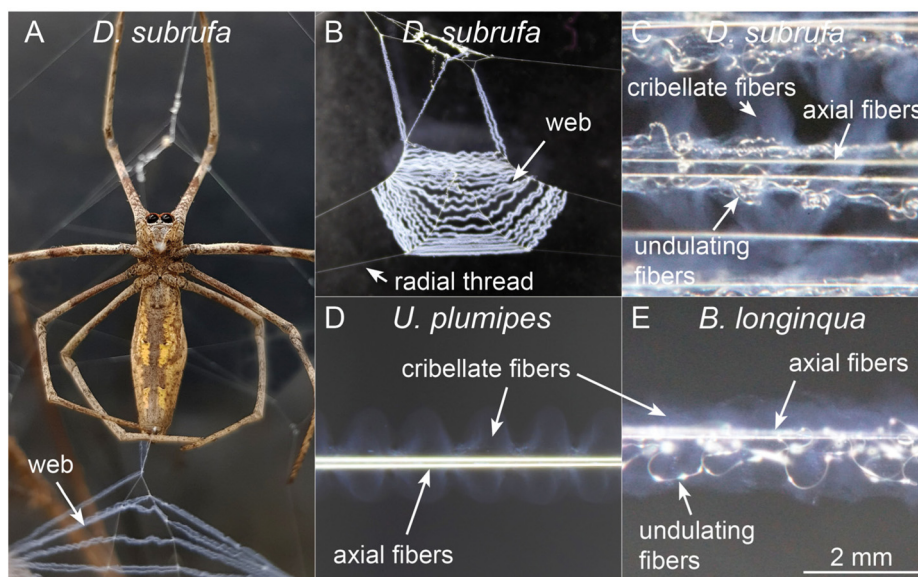 A
D. subrufa
web
B
D. subrufa
web
radial thread
C
D. subrufa
cribellate fibers
axial fibers
undulating
fibers
D
U. plumipes
cribellate fibers
axial fibers
E
B. longinqua
axial fibers
undulating
fibers
2 mm